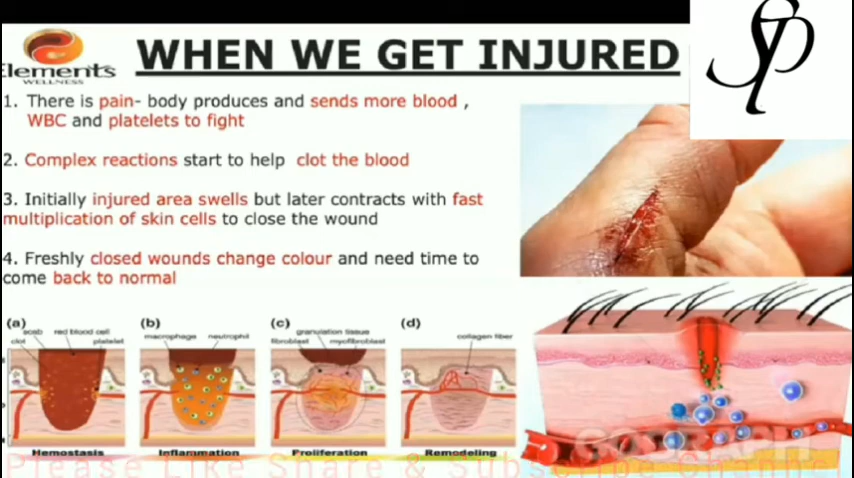 WHEN WE GET INJURED
Elements
WELLNESS
1. There is pain- body produces and sends more blood ,
WBC and platelets to fight
2. Complex reactions start to help clot the blood
3. Initially injured area swells but later contracts with fast
multiplication of skin cells to close the wound
4. Freshly closed wounds change colour and need time to
come back to normal
(a) (b) (c) (d)
scab red blood cell macrophage neutrophil granulation tissue collagen fiber
clot platelet fibroblast myofibroblast
Hemostasis Inflammation Proliferation Remodeling
Please Like Share & Subscribe Channel